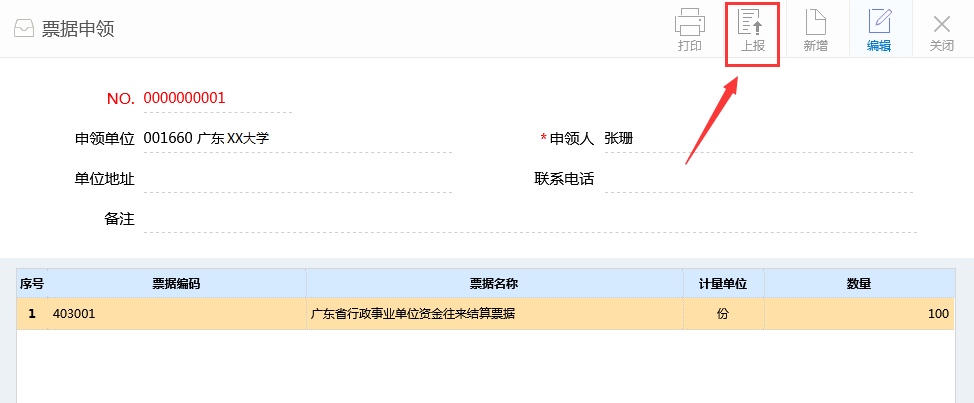 票据申领
打印 上报 新增 编辑 关闭
NO. 0000000001
申领单位 001660 广东 XX大学 *申领人 张珊
单位地址 联系电话
备注
序号 票据编码 票据名称 计量单位 数量
1 403001 广东省行政事业单位资金往来结算票据 份 100